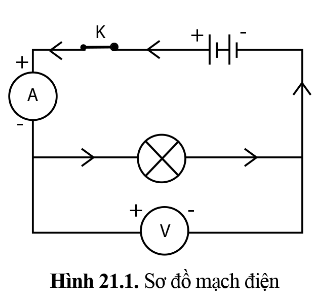 K
+ -
+
A
-
+ -
V
Hình 21.1. Sơ đồ mạch điện